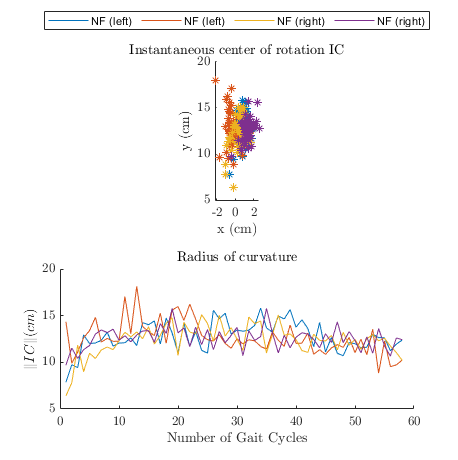 NF (left) NF (left) NF (right) NF (right)
Instantaneous center of rotation IC
20
15
10
5
y (cm)
-2 0 2
x (cm)
Radius of curvature
20
15
10
5
||IC||(cm)
0 10 20 30 40 50 60
Number of Gait Cycles